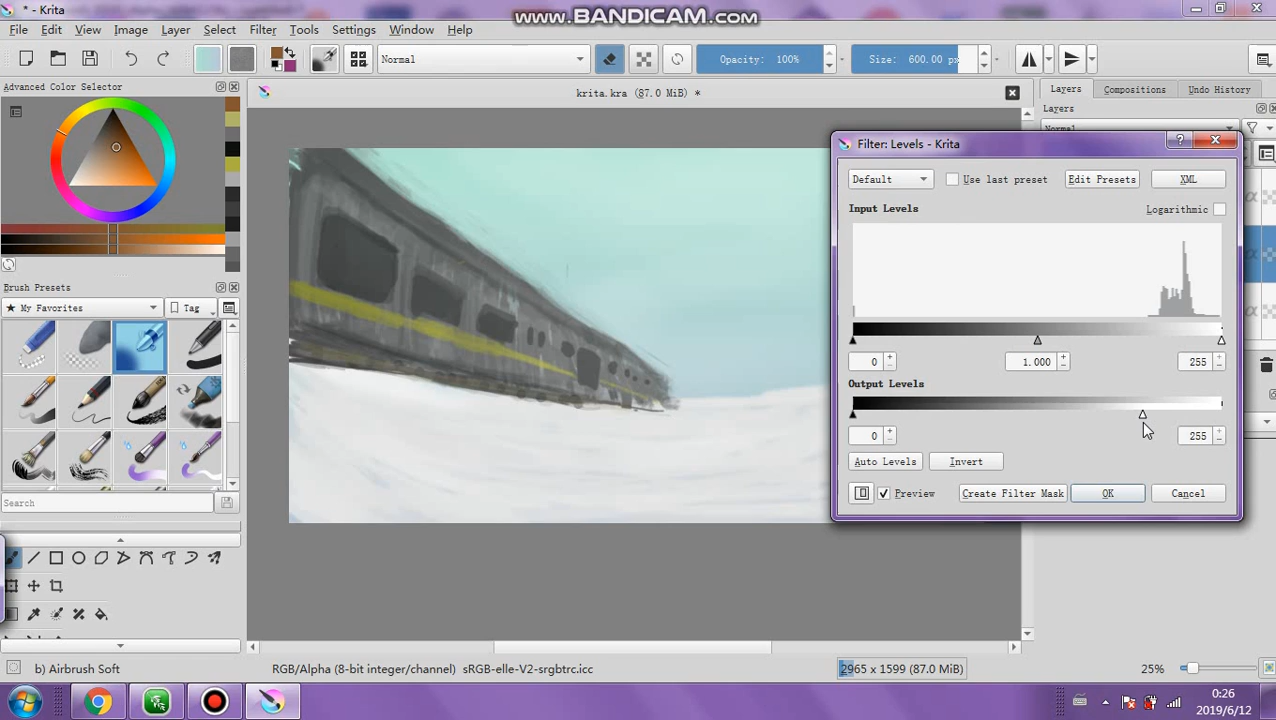 * - Krita
www.BANDICAM.com
File Edit View Image Layer Select Filter Tools Settings Window Help
Normal
Opacity: 100%
Size: 600.00 px
Advanced Color Selector
krita.kra (87.0 MiB) *
Layers Compositions Undo History
Layers
Normal
Filter: Levels - Krita
Default Use last preset Edit Presets XML
Input Levels Logarithmic
0 1.000 255
Output Levels
0 255
Auto Levels Invert
Preview Create Filter Mask OK Cancel
Brush Presets
My Favorites Tag
Search
b) Airbrush Soft RGB/Alpha (8-bit integer/channel) sRGB-elle-V2-srgbtrc.icc 2965 x 1599 (87.0 MiB) 25%
0:26
2019/6/12